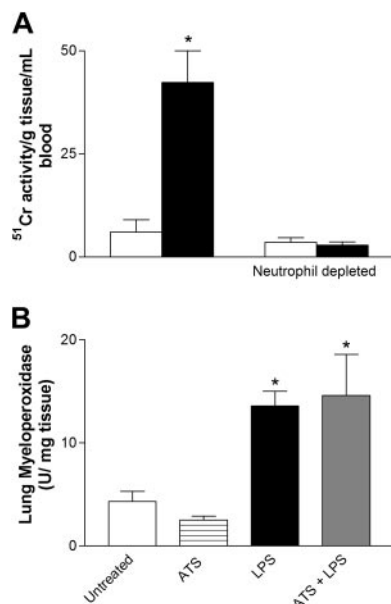 A
50
*
25
0
51Cr activity/g tissue/mL
blood
Neutrophil depleted
B
20
*
*
10
0
Lung Myeloperoxidase
(U/ mg tissue)
Untreated
ATS
LPS
ATS + LPS